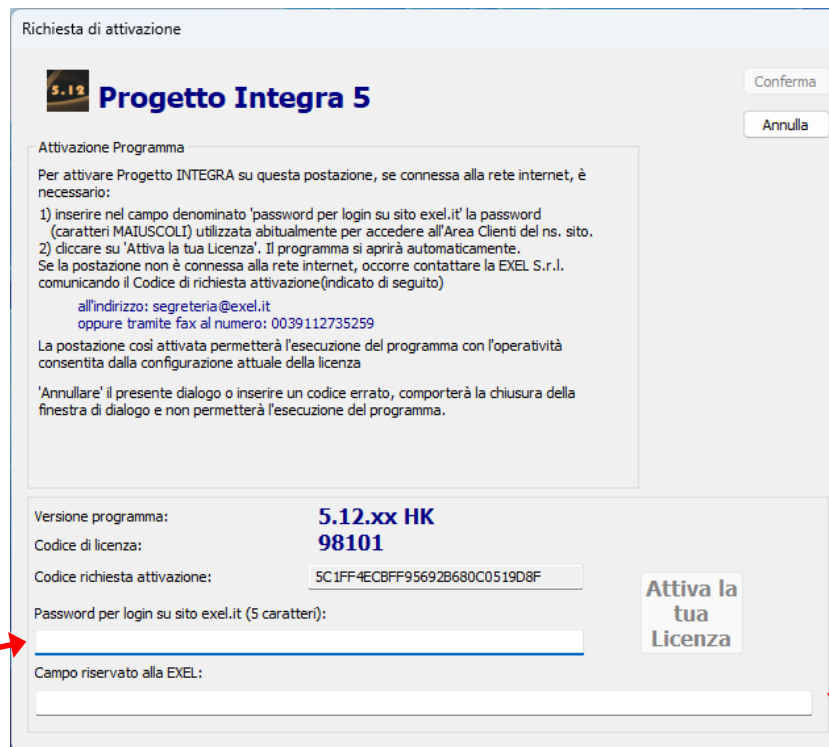 Richiesta di attivazione
5.12
Progetto Integra 5
Conferma
Annulla
Attivazione Programma
Per attivare Progetto INTEGRA su questa postazione, se connessa alla rete internet, è
necessario:
1) inserire nel campo denominato 'password per login su sito exel.it' la password
(caratteri MAIUSCOLI) utilizzata abitualmente per accedere all'Area Clienti del ns. sito.
2) cliccare su 'Attiva la tua Licenza'. Il programma si aprirà automaticamente.
Se la postazione non è connessa alla rete internet, occorre contattare la EXEL S.r.l.
comunicando il Codice di richiesta attivazione(indicato di seguito)
all'indirizzo: segreteria@exel.it
oppure tramite fax al numero: 0039112735259
La postazione così attivata permetterà l'esecuzione del programma con l'operatività
consentita dalla configurazione attuale della licenza
'Annullare' il presente dialogo o inserire un codice errato, comporterà la chiusura della
finestra di dialogo e non permetterà l'esecuzione del programma.
Versione programma:
5.12.xx HK
Codice di licenza:
98101
Codice richiesta attivazione:
5C1FF4ECBFF95692B680C0519D8F
Password per login su sito exel.it (5 caratteri):
Attiva la
tua
Licenza
Campo riservato alla EXEL: